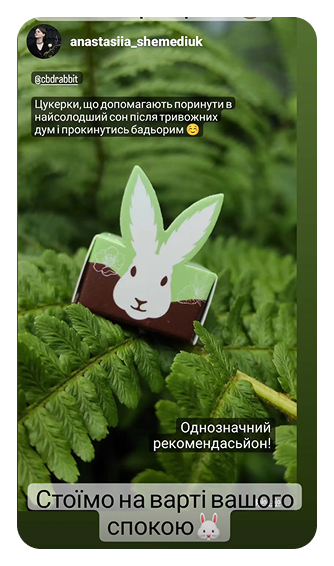 anastasiia_shemediuk
@cbdrabbit
Цукерки, що допомагають поринути в
найсолодший сон після тривожних
дум і прокинутись бадьорим ☺️
Однозначний
рекомендасьйон!
Стоїмо на варті вашого
спокою🐰